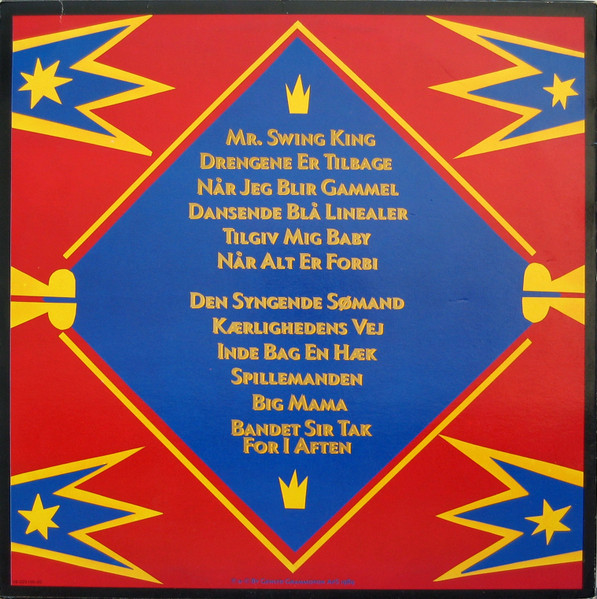 Mr. Swing King
Drengene Er Tilbage
Når Jeg Blir Gammel
Dansende Blå Linealer
Tilgiv Mig Baby
Når Alt Er Forbi
Den Syngende Sømand
Kærlighedens Vej
Inde Bag En Hæk
Spillemanden
Big Mama
Bandet Sir Tak
For I Aften